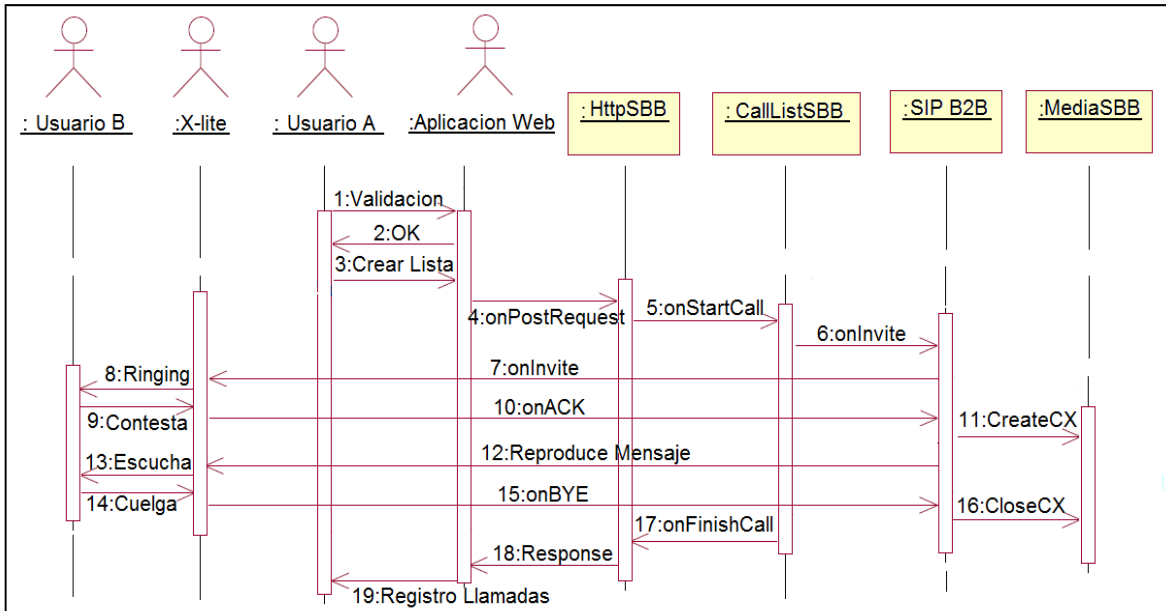 : Usuario B
:X-lite
: Usuario A
:Aplicacion Web
: HttpSBB
: CallListSBB
:SIP B2B
:MediaSBB
1:Validacion
2:OK
3:Crear Lista
4:onPostRequest
5:onStartCall
6:onInvite
7:onInvite
8:Ringing
9:Contesta
10:onACK
11:CreateCX
12:Reproduce Mensaje
13:Escucha
14:Cuelga
15:onBYE
16:CloseCX
17:onFinishCall
18:Response
19:Registro Llamadas